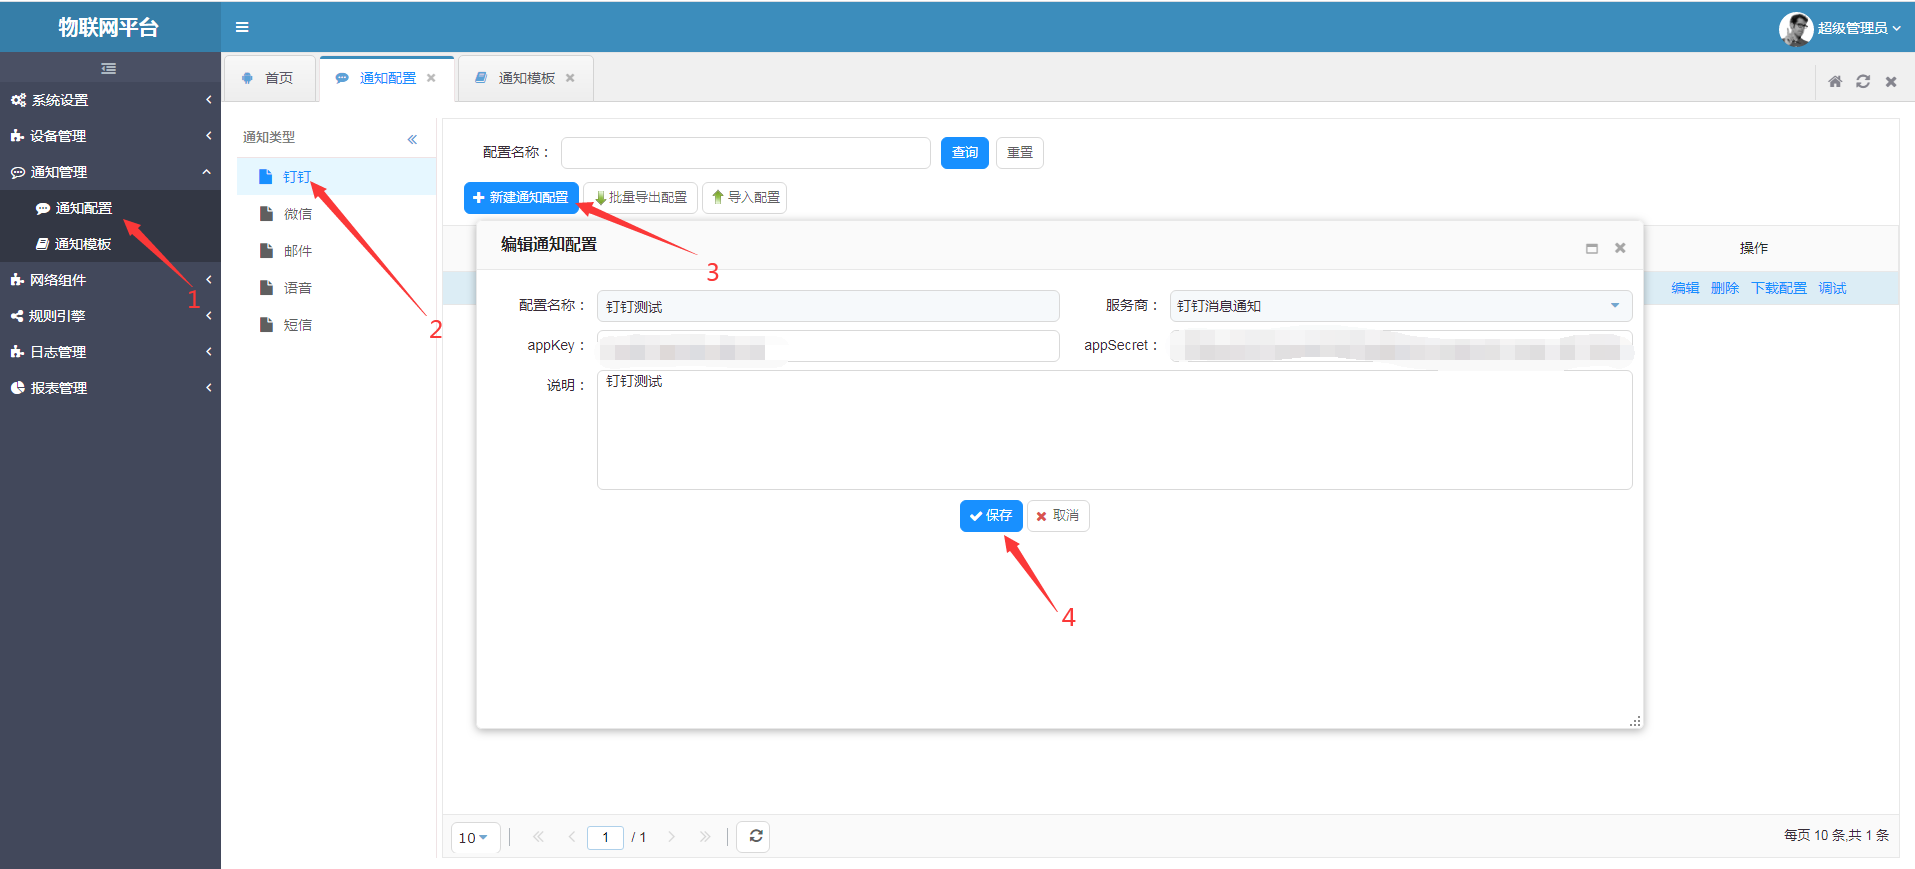 物联网平台
超级管理员
首页
通知配置
通知模板
系统设置
设备管理
通知管理
通知配置
通知模板
网络组件
规则引擎
日志管理
报表管理
1
通知类型
钉钉
微信
邮件
语音
短信
2
配置名称：
查询
重置
新建通知配置
批量导出配置
导入配置
3
操作
编辑 删除 下载配置 调试
编辑通知配置
配置名称：
钉钉测试
服务商：
钉钉消息通知
appKey：
appSecret：
说明：
钉钉测试
保存
取消
4
10
1
/ 1
每页 10 条,共 1 条